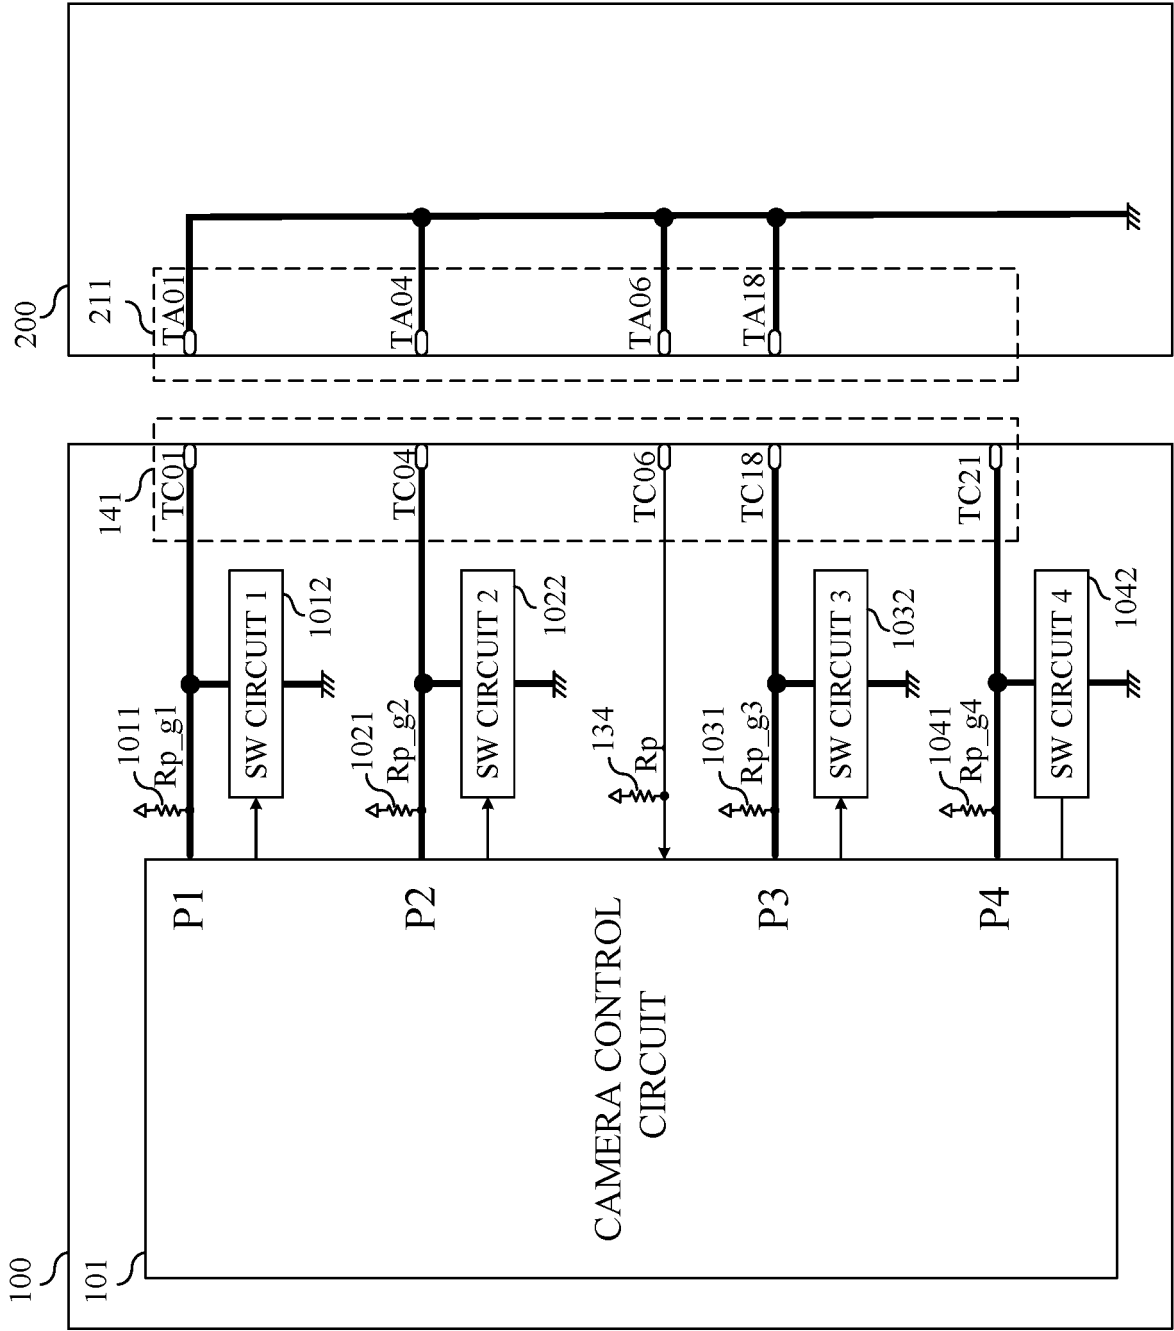 100
101
CAMERA CONTROL
CIRCUIT
P1
P2
P3
P4
1011
Rp_g1
SW CIRCUIT 1
1012
1021
Rp_g2
SW CIRCUIT 2
1022
134
Rp
1031
Rp_g3
SW CIRCUIT 3
1032
1041
Rp_g4
SW CIRCUIT 4
1042
141
TC01
TC04
TC06
TC18
TC21
200
211
TA01
TA04
TA06
TA18